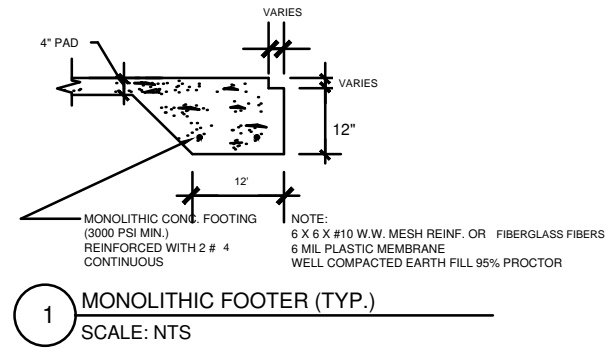 VARIES
4" PAD
VARIES
12"
12'
MONOLITHIC CONC. FOOTING
(3000 PSI MIN.)
REINFORCED WITH 2 # 4
CONTINUOUS
NOTE:
6 X 6 X #10 W.W. MESH REINF. OR FIBERGLASS FIBERS
6 MIL PLASTIC MEMBRANE
WELL COMPACTED EARTH FILL 95% PROCTOR
1
MONOLITHIC FOOTER (TYP.)
SCALE: NTS